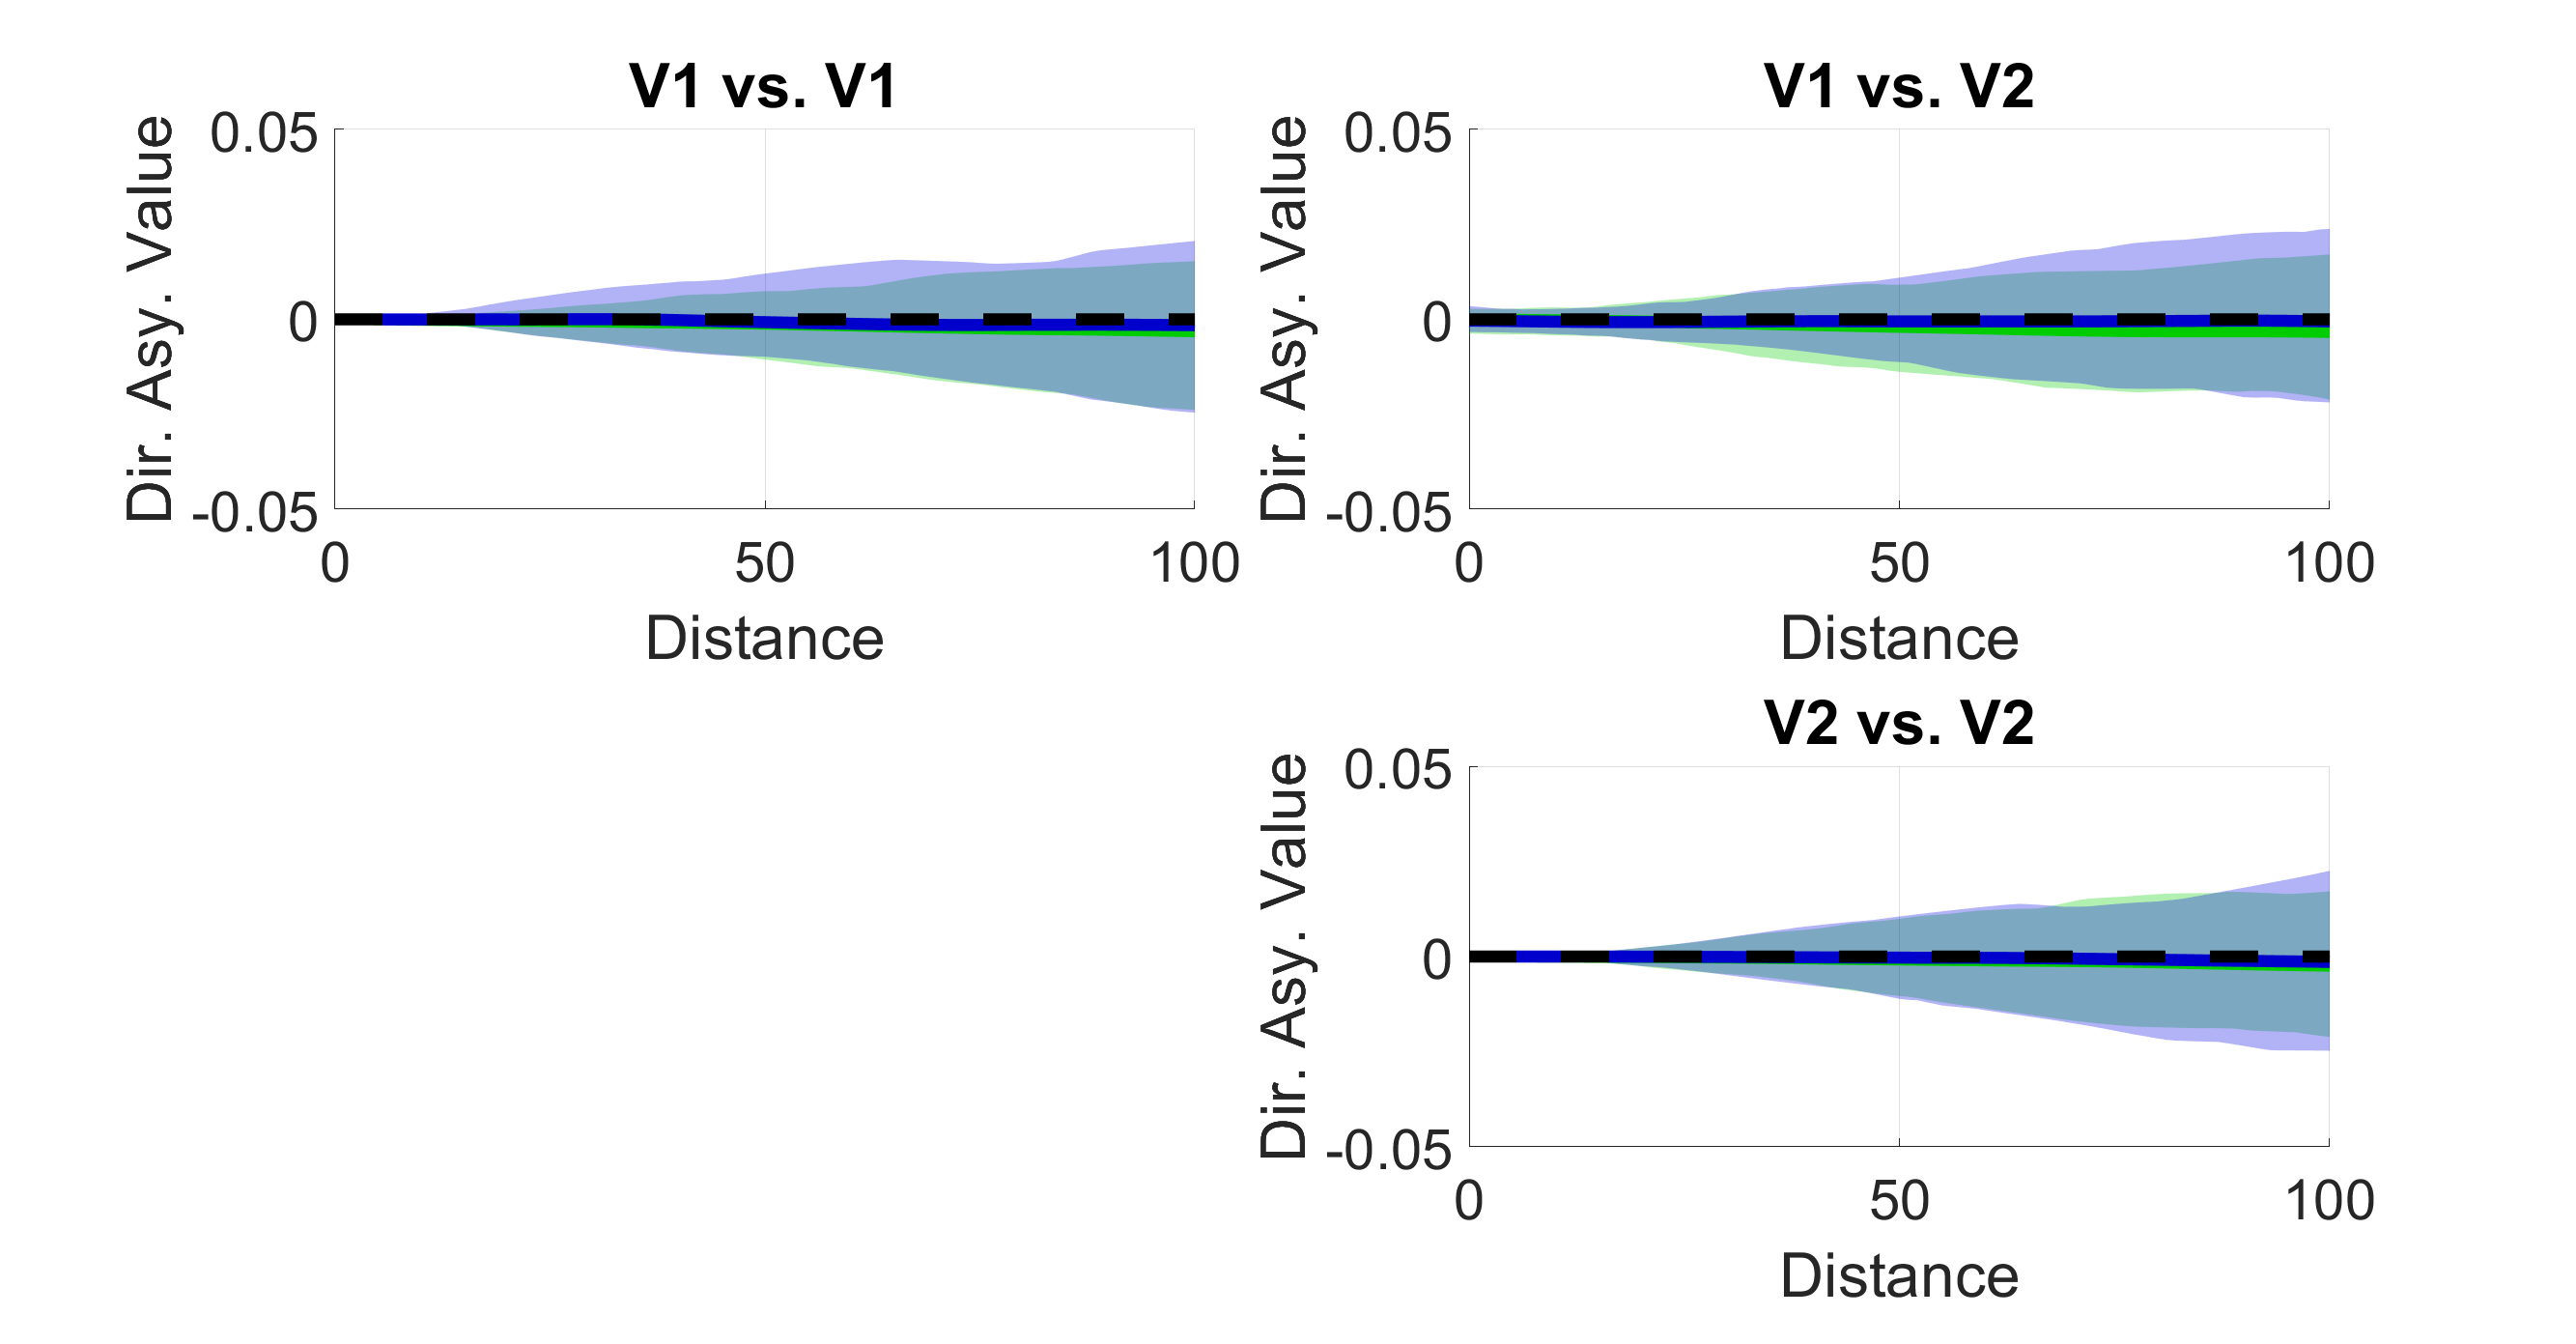 V1 vs. V1
Dir. Asy. Value
0.05
0
-0.05
0 50 100
Distance
V1 vs. V2
Dir. Asy. Value
0.05
0
-0.05
0 50 100
Distance
V2 vs. V2
Dir. Asy. Value
0.05
0
-0.05
0 50 100
Distance